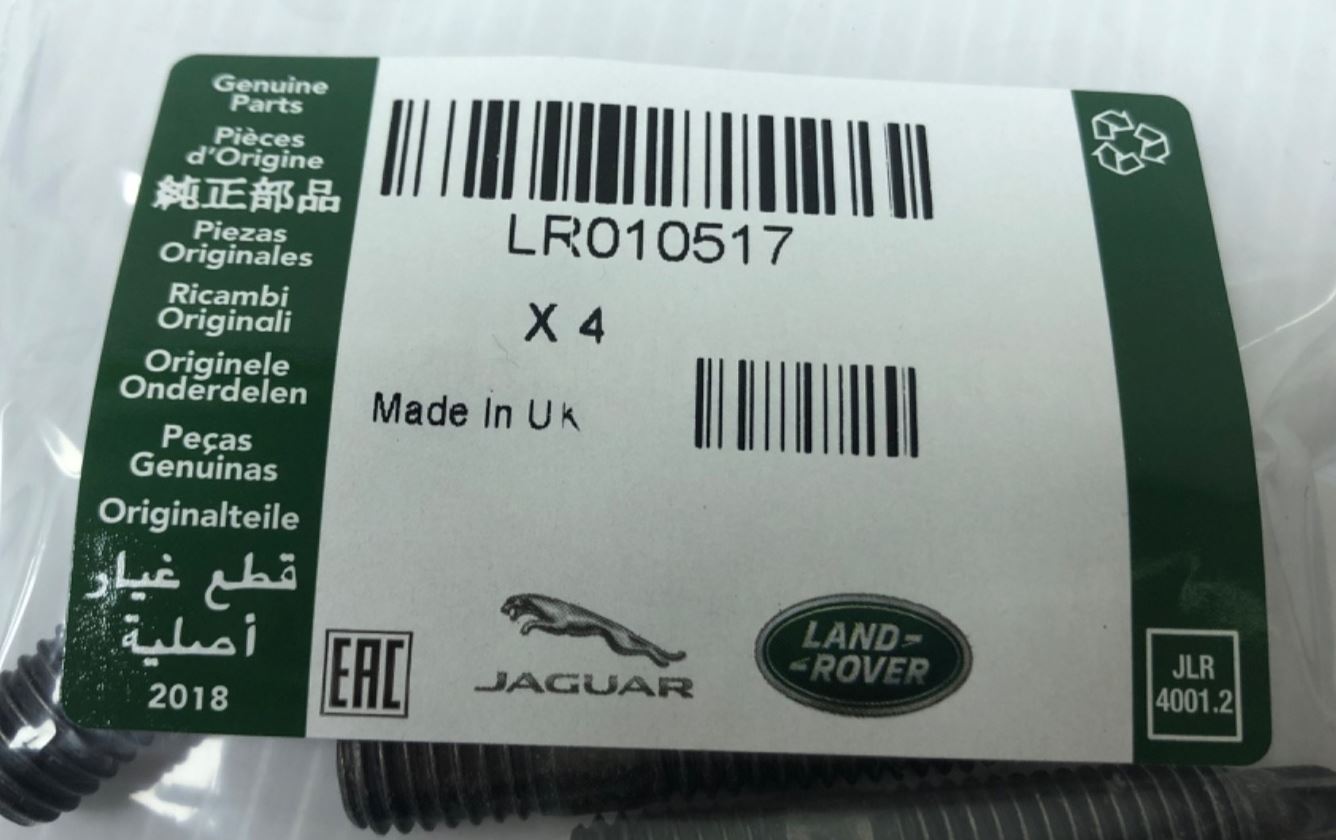 Genuine
Parts
Pièces
d'Origine
純正部品
Piezas
Originales
Ricambi
Originali
Originele
Onderdelen
Peças
Genuinas
Originalteile
قطع غيار
أصلية
2018
LR010517
X 4
Made in Uk
EAC
JAGUAR
LAND-
-ROVER
JLR
4001.2